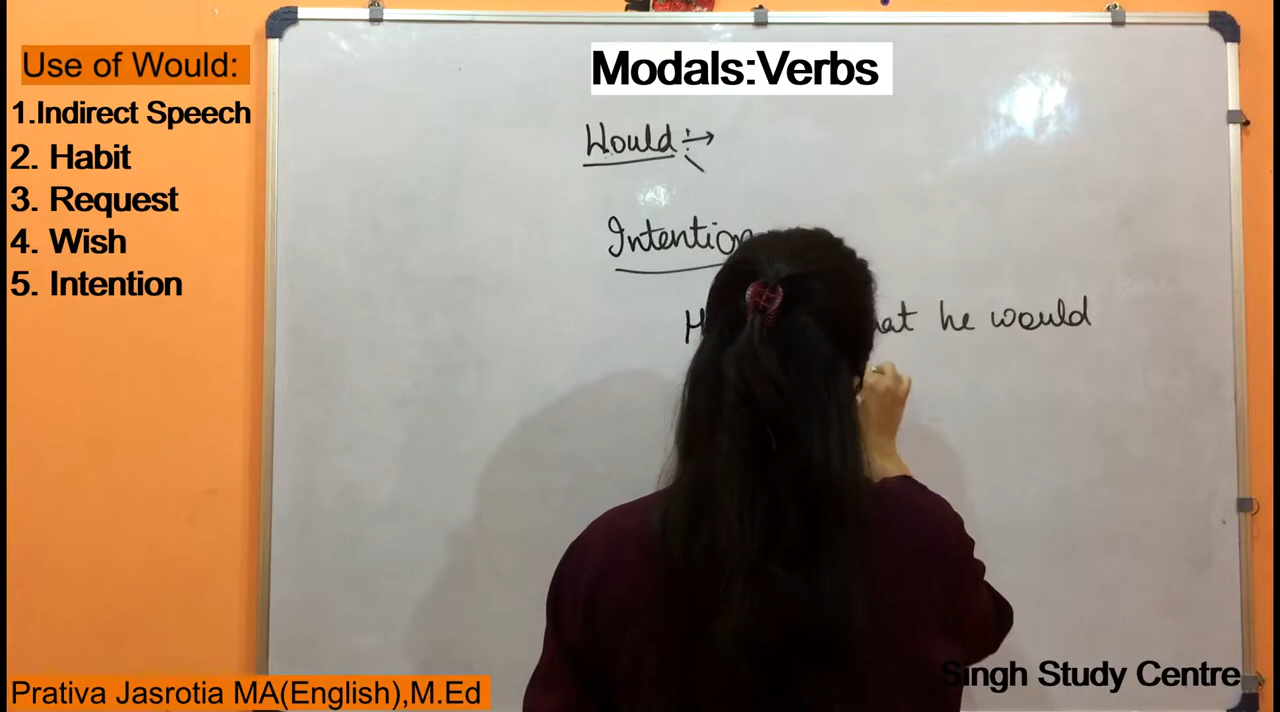 Modals:Verbs
Use of Would:
1.Indirect Speech
2. Habit
3. Request
4. Wish
5. Intention
Would :→
Intention
he would
Prativa Jasrotia MA(English),M.Ed
Singh Study Centre